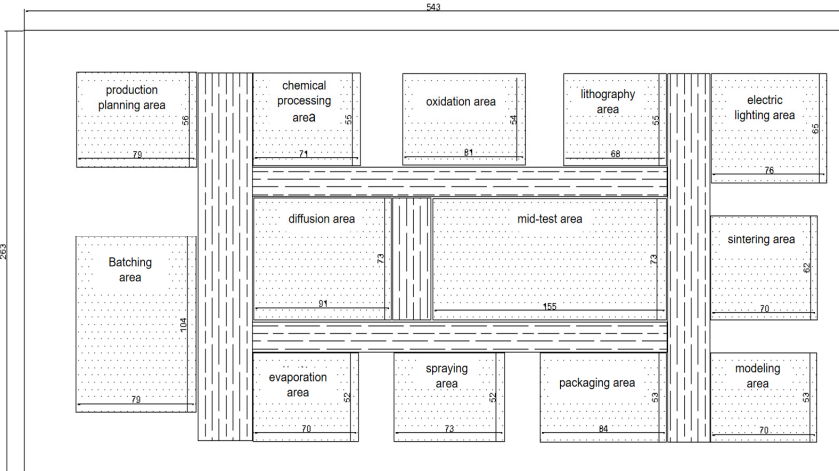 543
263
production
planning area
56
79
chemical
processing
area
55
71
oxidation area
54
81
lithography
area
55
68
electric
lighting area
65
76
Batching
area
104
79
diffusion area
73
91
mid-test area
73
155
sintering area
62
70
evaporation
area
52
70
spraying
area
52
73
packaging area
53
84
modeling
area
53
70